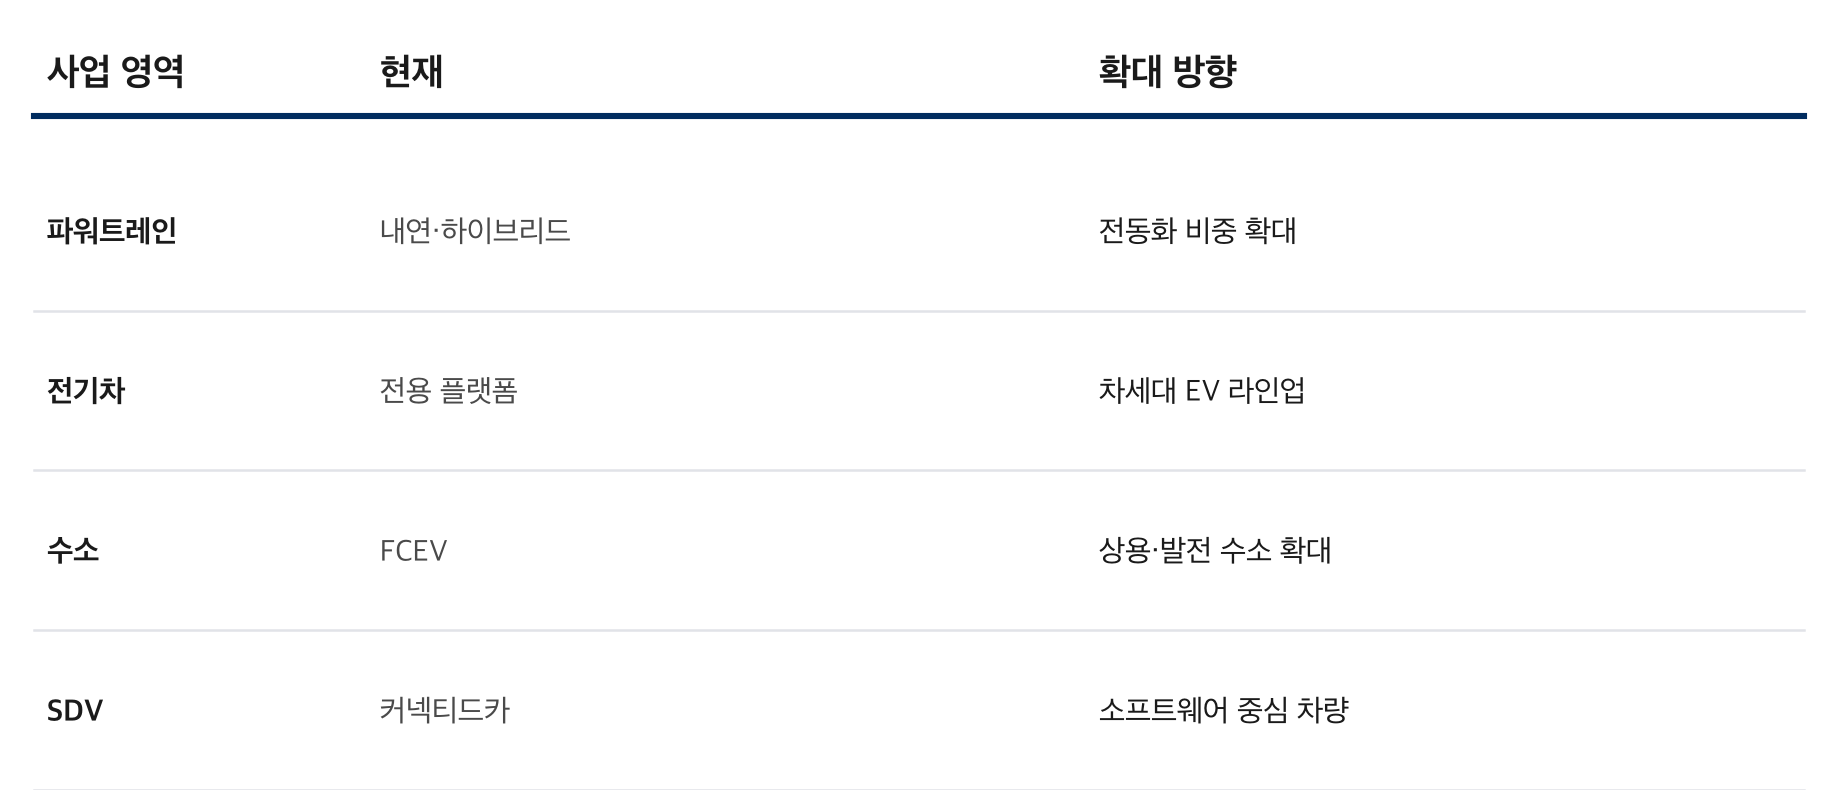 사업 영역 현재 확대 방향
파워트레인 내연·하이브리드 전동화 비중 확대
전기차 전용 플랫폼 차세대 EV 라인업
수소 FCEV 상용·발전 수소 확대
SDV 커넥티드카 소프트웨어 중심 차량